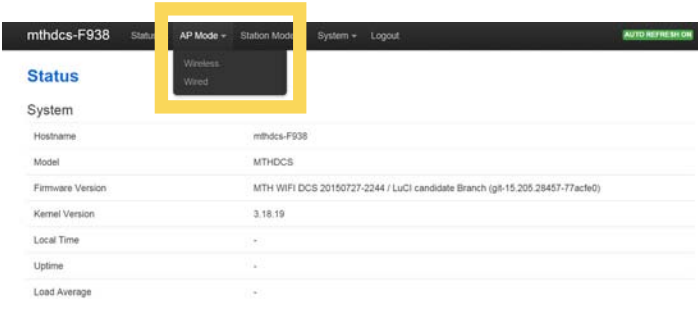 mthdcs-F938 Status AP Mode Station Mode System Logout AUTO REFRESH ON
Wireless
Wired
Status
System
Hostname mthdcs-F938
Model MTHDCS
Firmware Version MTH WIFI DCS 20150727-2244 / LuCI candidate Branch (git-15.205.28457-77acfe0)
Kernel Version 3.18.19
Local Time -
Uptime -
Load Average -